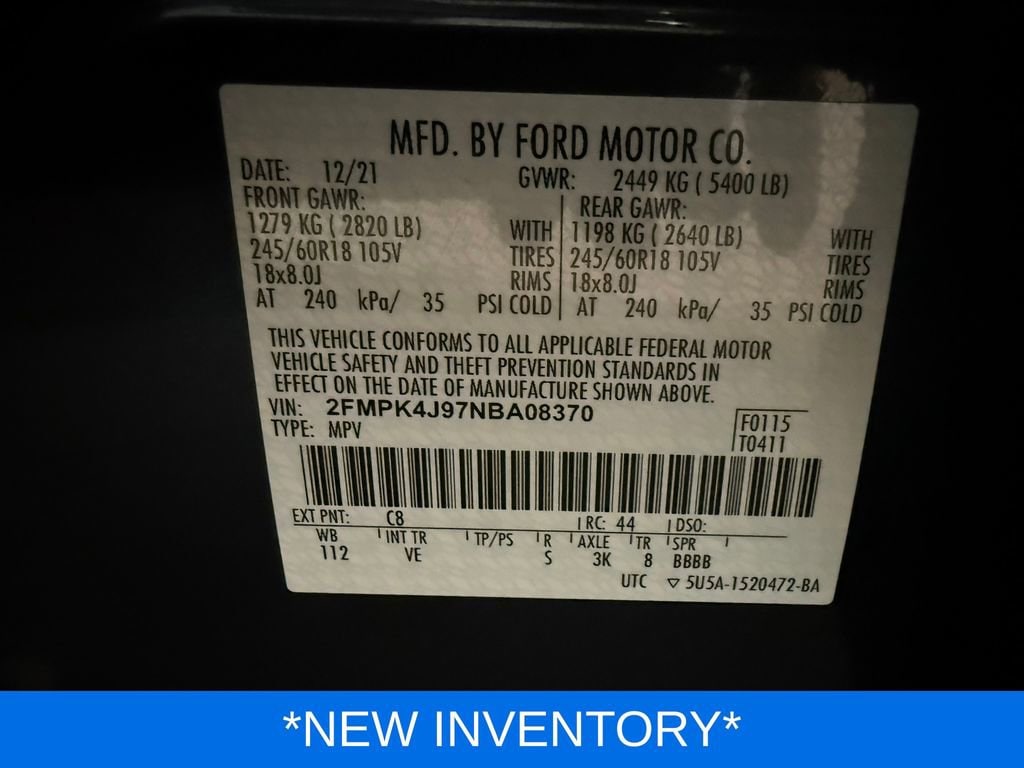 MFD. BY FORD MOTOR CO.
DATE: 12/21 GVWR: 2449 KG ( 5400 LB)
FRONT GAWR: REAR GAWR:
1279 KG ( 2820 LB) WITH 1198 KG ( 2640 LB) WITH
245/60R18 105V TIRES 245/60R18 105V TIRES
18x8.0J RIMS 18x8.0J RIMS
AT 240 kPa/ 35 PSI COLD AT 240 kPa/ 35 PSI COLD
THIS VEHICLE CONFORMS TO ALL APPLICABLE FEDERAL MOTOR
VEHICLE SAFETY AND THEFT PREVENTION STANDARDS IN
EFFECT ON THE DATE OF MANUFACTURE SHOWN ABOVE.
VIN: 2FMPK4J97NBA08370 F0115
TYPE: MPV T0411
EXT PNT: C8 RC: 44 DSO:
WB INT TR TP/PS R AXLE TR SPR
112 VE S 3K 8 BBBB
UTC ▽ 5U5A-1520472-BA
*NEW INVENTORY*